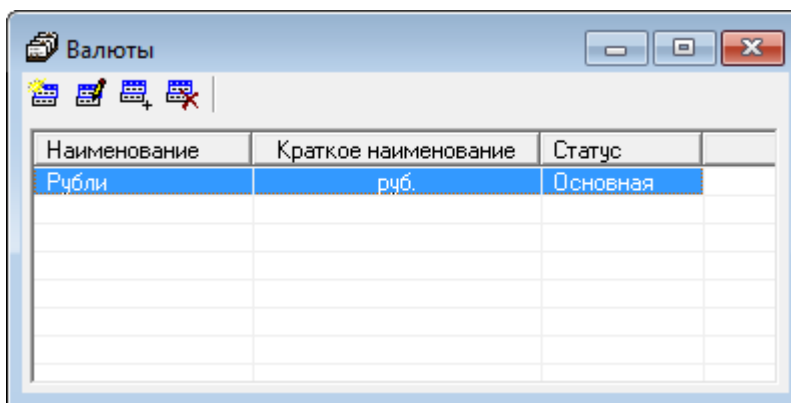 Валюты
Наименование Краткое наименование Статус
Рубли руб. Основная